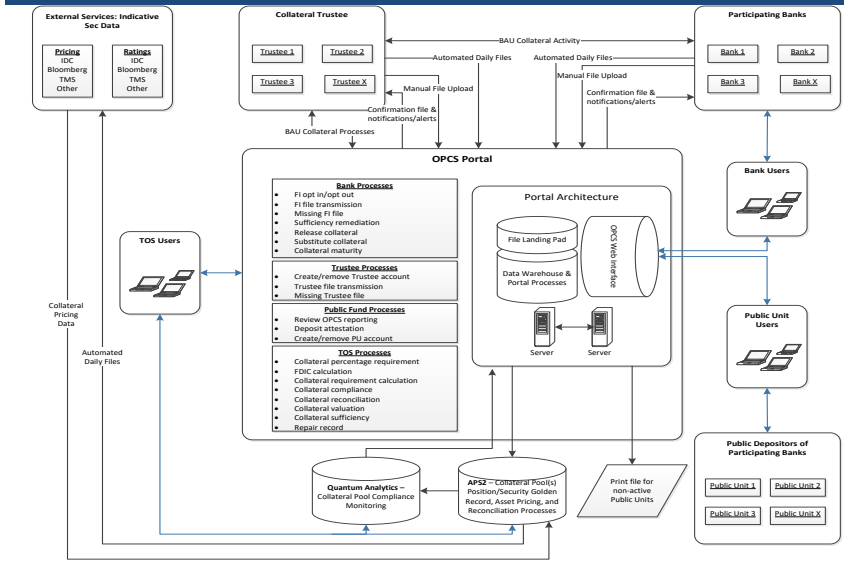 External Services: Indicative
Sec Data
Pricing
IDC
Bloomberg
TMS
Other
Ratings
IDC
Bloomberg
TMS
Other
Collateral Trustee
Trustee 1
Trustee 2
Trustee 3
Trustee X
Participating Banks
Bank 1
Bank 2
Bank 3
Bank X
BAU Collateral Activity
Automated Daily Files
Automated Daily Files
Manual File Upload
Manual File Upload
Confirmation file &
notifications/alerts
Confirmation file &
notifications/alerts
BAU Collateral Processes
OPCS Portal
Bank Processes
• FI opt in/opt out
• FI file transmission
• Missing FI file
• Sufficiency remediation
• Release collateral
• Substitute collateral
• Collateral maturity
Trustee Processes
• Create/remove Trustee account
• Trustee file transmission
• Missing Trustee file
Public Fund Processes
• Review OPCS reporting
• Deposit attestation
• Create/remove PU account
TOS Processes
• Collateral percentage requirement
• FDIC calculation
• Collateral requirement calculation
• Collateral compliance
• Collateral reconciliation
• Collateral valuation
• Collateral sufficiency
• Repair record
Portal Architecture
File Landing Pad
Data Warehouse &
Portal Processes
OPCS Web Interface
Server
Server
Bank Users
TOS Users
Public Unit
Users
Collateral
Pricing
Data
Automated
Daily Files
Public Depositors of
Participating Banks
Public Unit 1
Public Unit 2
Public Unit 3
Public Unit X
Quantum Analytics –
Collateral Pool Compliance
Monitoring
APS2 – Collateral Pool(s)
Position/Security Golden
Record, Asset Pricing, and
Reconciliation Processes
Print file for
non-active
Public Units